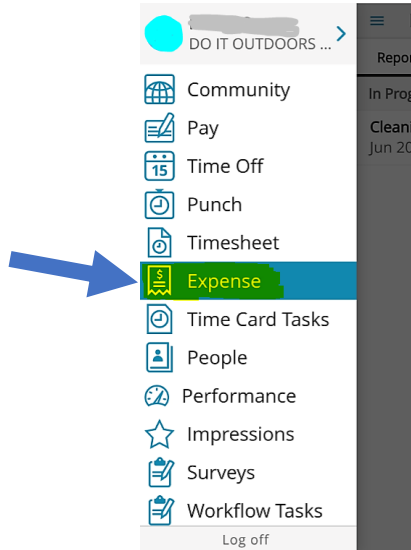 DO IT OUTDOORS ...
Repor
Community
In Prog
Pay
Cleani
Jun 20
Time Off
15
Punch
Timesheet
$
Expense
Time Card Tasks
People
Performance
Impressions
Surveys
Workflow Tasks
Log off